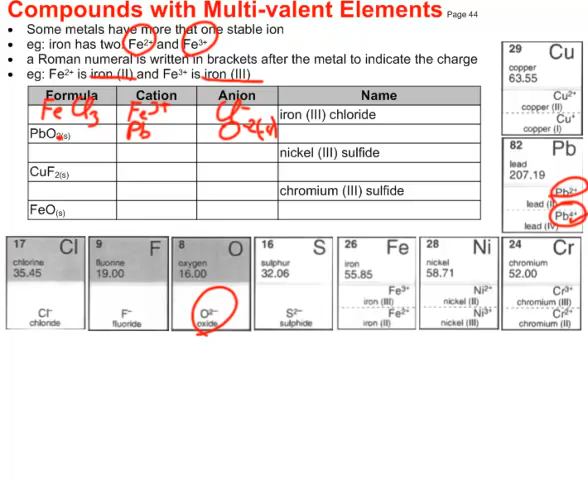 Compounds with Multi-valent Elements Page 44
• Some metals have more that one stable ion
• eg: iron has two Fe²⁺ and Fe³⁺
• a Roman numeral is written in brackets after the metal to indicate the charge
• eg: Fe²⁺ is iron (II) and Fe³⁺ is iron (III)
Formula Cation Anion Name
FeCl₃ Fe³⁺ Cl⁻ iron (III) chloride
PbO₂(s) Pb O⁻²
nickel (III) sulfide
CuF₂(s)
chromium (III) sulfide
FeO(s)
29 Cu
copper
63.55
Cu²⁺
copper (II)
Cu⁺
copper (I)
82 Pb
lead
207.19
Pb²⁺
lead (II)
Pb⁴⁺
lead (IV)
17 Cl
chlorine
35.45
Cl⁻
chloride
9 F
fluorine
19.00
F⁻
fluoride
8 O
oxygen
16.00
O²⁻
oxide
16 S
sulphur
32.06
S²⁻
sulphide
26 Fe
iron
55.85
Fe³⁺
iron (III)
Fe²⁺
iron (II)
28 Ni
nickel
58.71
Ni²⁺
nickel (II)
Ni³⁺
nickel (III)
24 Cr
chromium
52.00
Cr³⁺
chromium (III)
Cr²⁺
chromium (II)